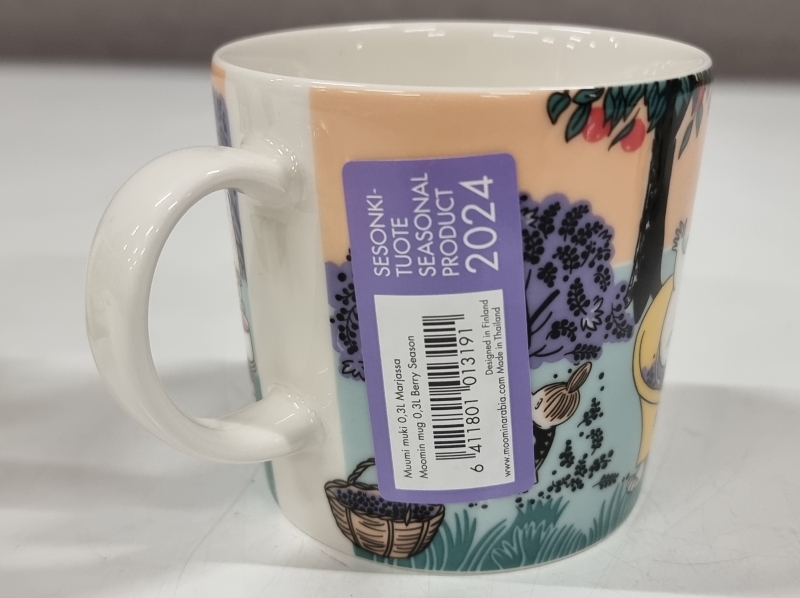 SESONKI-
TUOTE
SEASONAL
PRODUCT
2024
Muumi muki 0,3L Marjassa
Moomin mug 0,3L Berry Season
6 411801 013191
Designed in Finland
www.moominarabia.com Made in Thailand